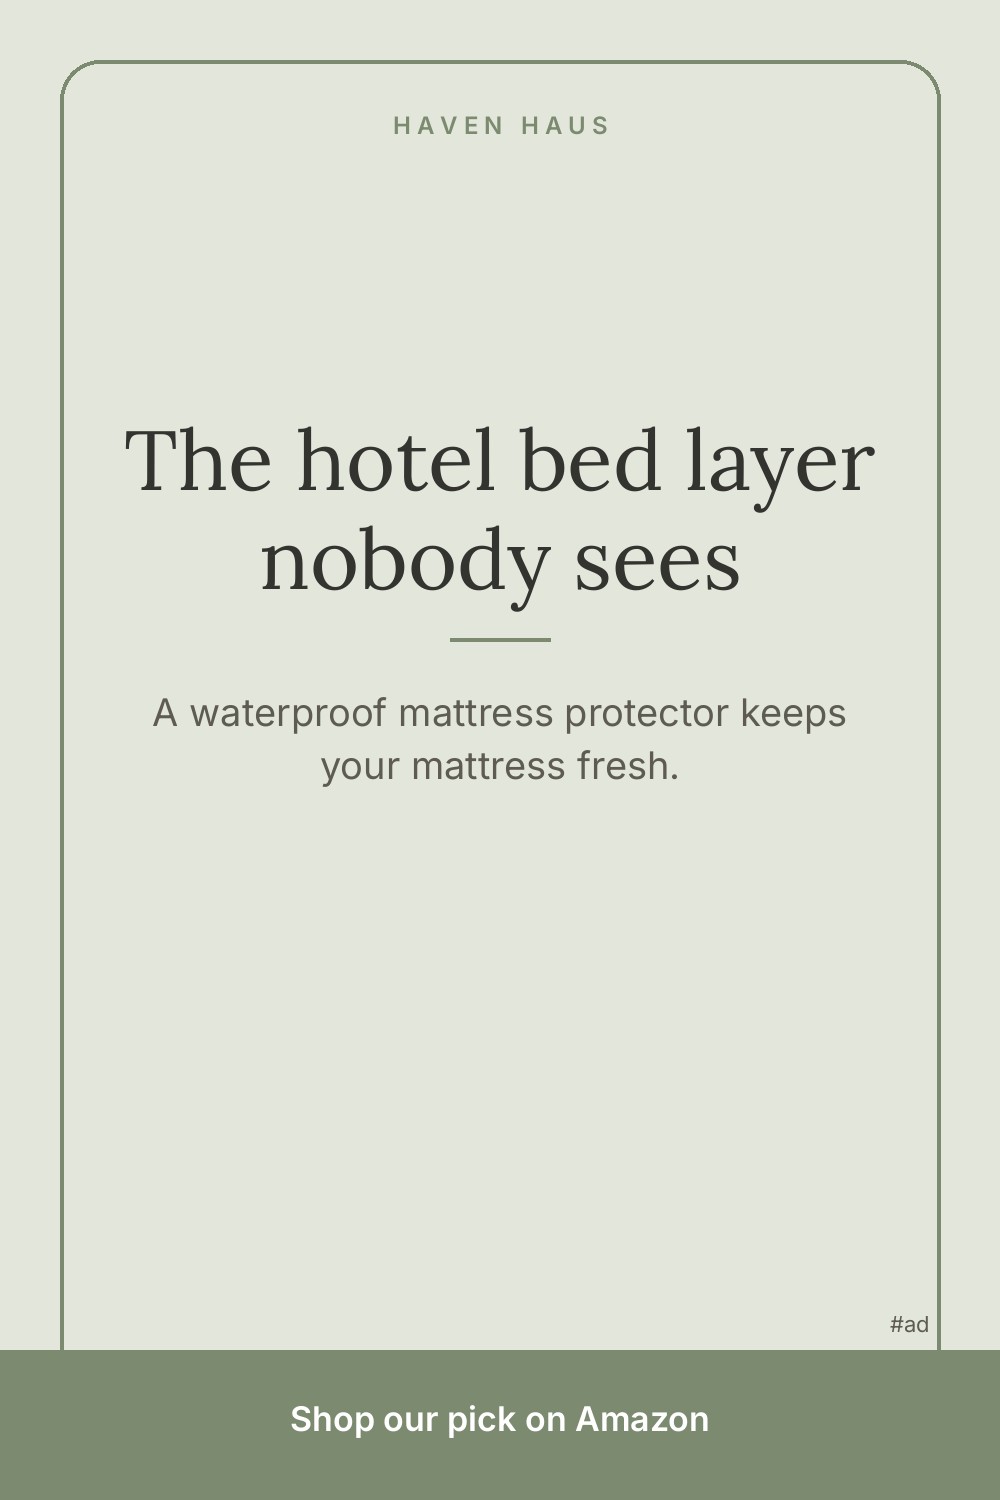 HAVEN HAUS
The hotel bed layer
nobody sees
A waterproof mattress protector keeps
your mattress fresh.
#ad
Shop our pick on Amazon